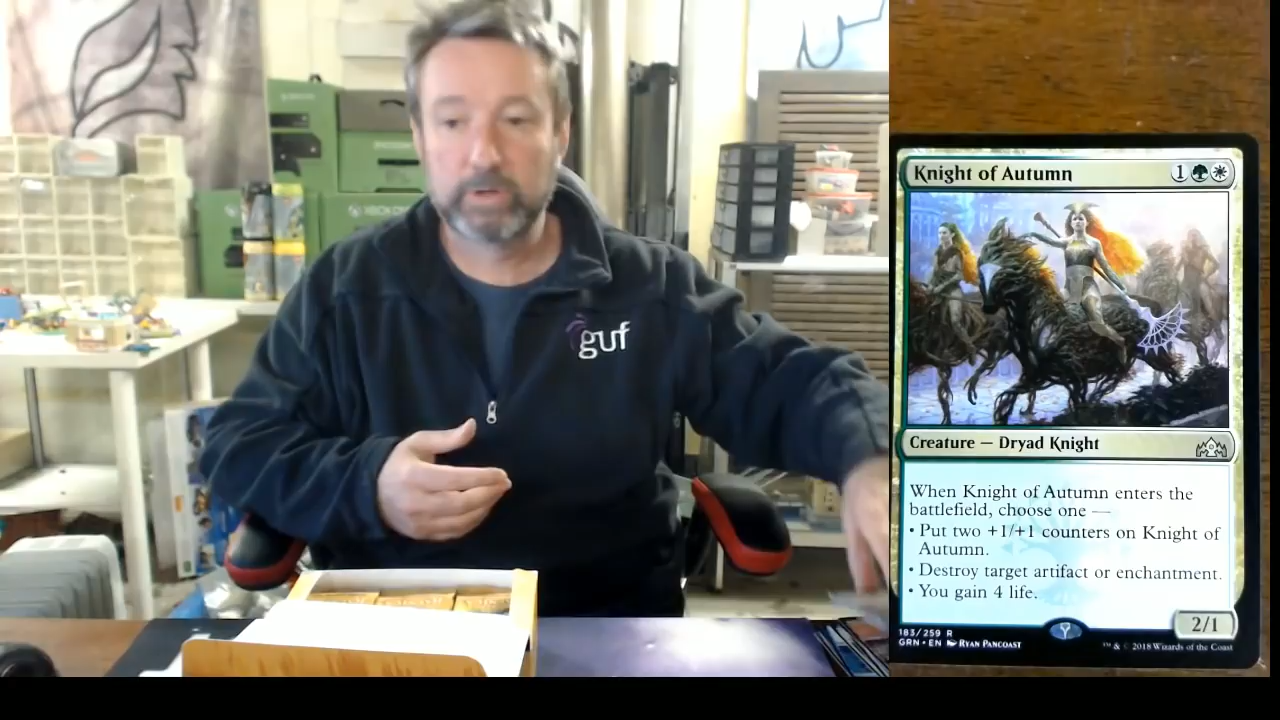 guf
Knight of Autumn 1
Creature — Dryad Knight
When Knight of Autumn enters the
battlefield, choose one —
• Put two +1/+1 counters on Knight of
Autumn.
• Destroy target artifact or enchantment.
• You gain 4 life.
2/1
183/259 R
GRN • EN RYAN PANCOAST
™ & © 2018 Wizards of the Coast